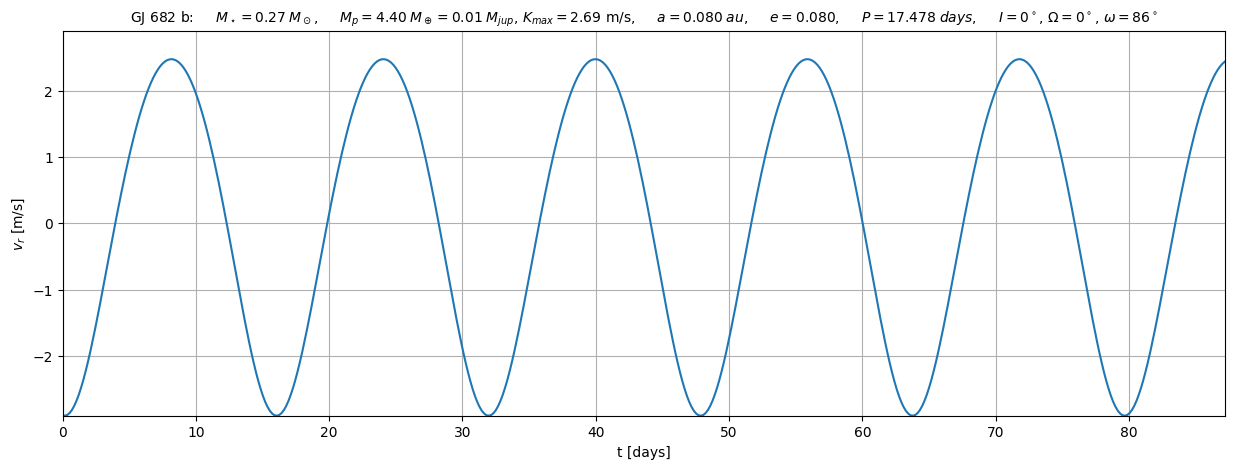 GJ 682 b: M⋆ = 0.27 M⊙, Mp = 4.40 M⊕ = 0.01 Mjup, Kmax = 2.69 m/s, a = 0.080 au, e = 0.080, P = 17.478 days, I = 0°, Ω = 0°, ω = 86°
vr [m/s]
2
1
0
−1
−2
0 10 20 30 40 50 60 70 80
t [days]